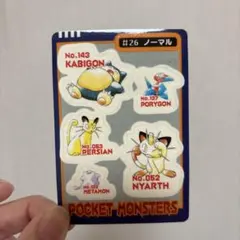 #26 ノーマル
No.143
KABIGON
No.137
PORYGON
No.053
PERSIAN
No.132
METAMON
No.052
NYARTH
POCKET MONSTERS